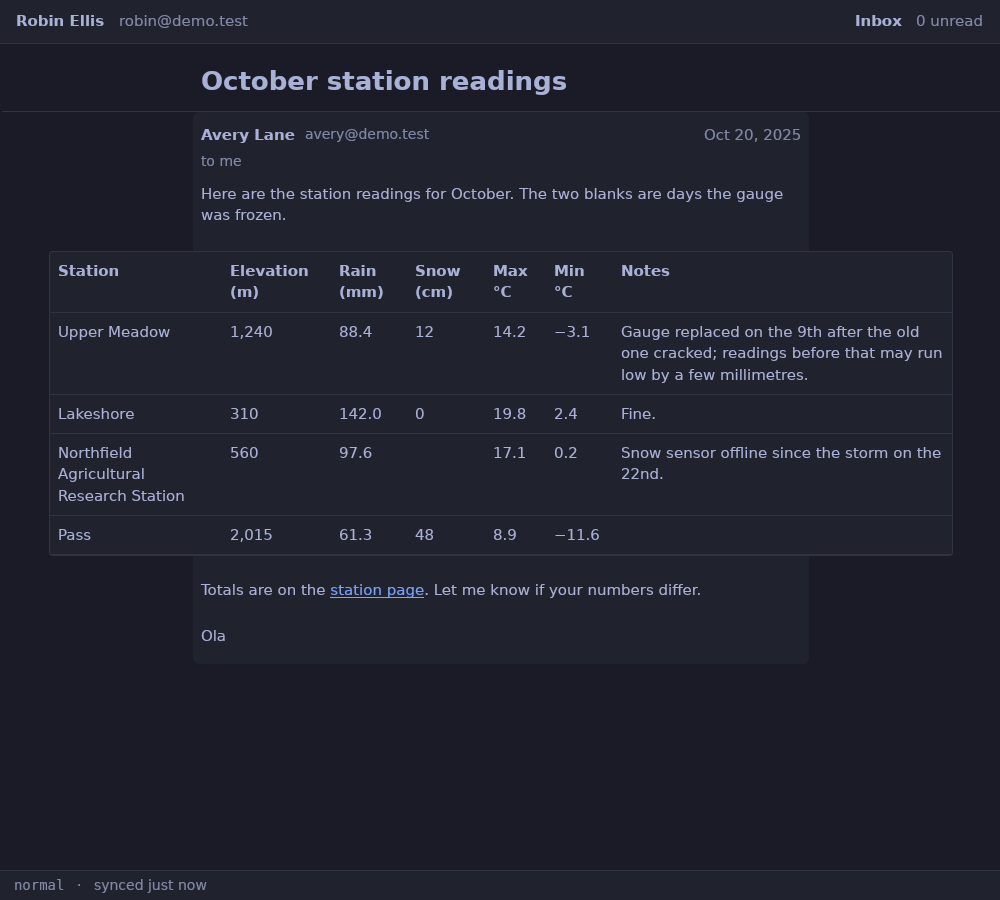 Robin Ellis robin@demo.test Inbox 0 unread
October station readings
Avery Lane avery@demo.test Oct 20, 2025
to me
Here are the station readings for October. The two blanks are days the gauge
was frozen.
Station Elevation Rain Snow Max Min Notes
(m) (mm) (cm) °C °C
Upper Meadow 1,240 88.4 12 14.2 −3.1 Gauge replaced on the 9th after the old
one cracked; readings before that may run
low by a few millimetres.
Lakeshore 310 142.0 0 19.8 2.4 Fine.
Northfield 560 97.6 17.1 0.2 Snow sensor offline since the storm on the
Agricultural 22nd.
Research Station
Pass 2,015 61.3 48 8.9 −11.6
Totals are on the station page. Let me know if your numbers differ.
Ola
normal · synced just now